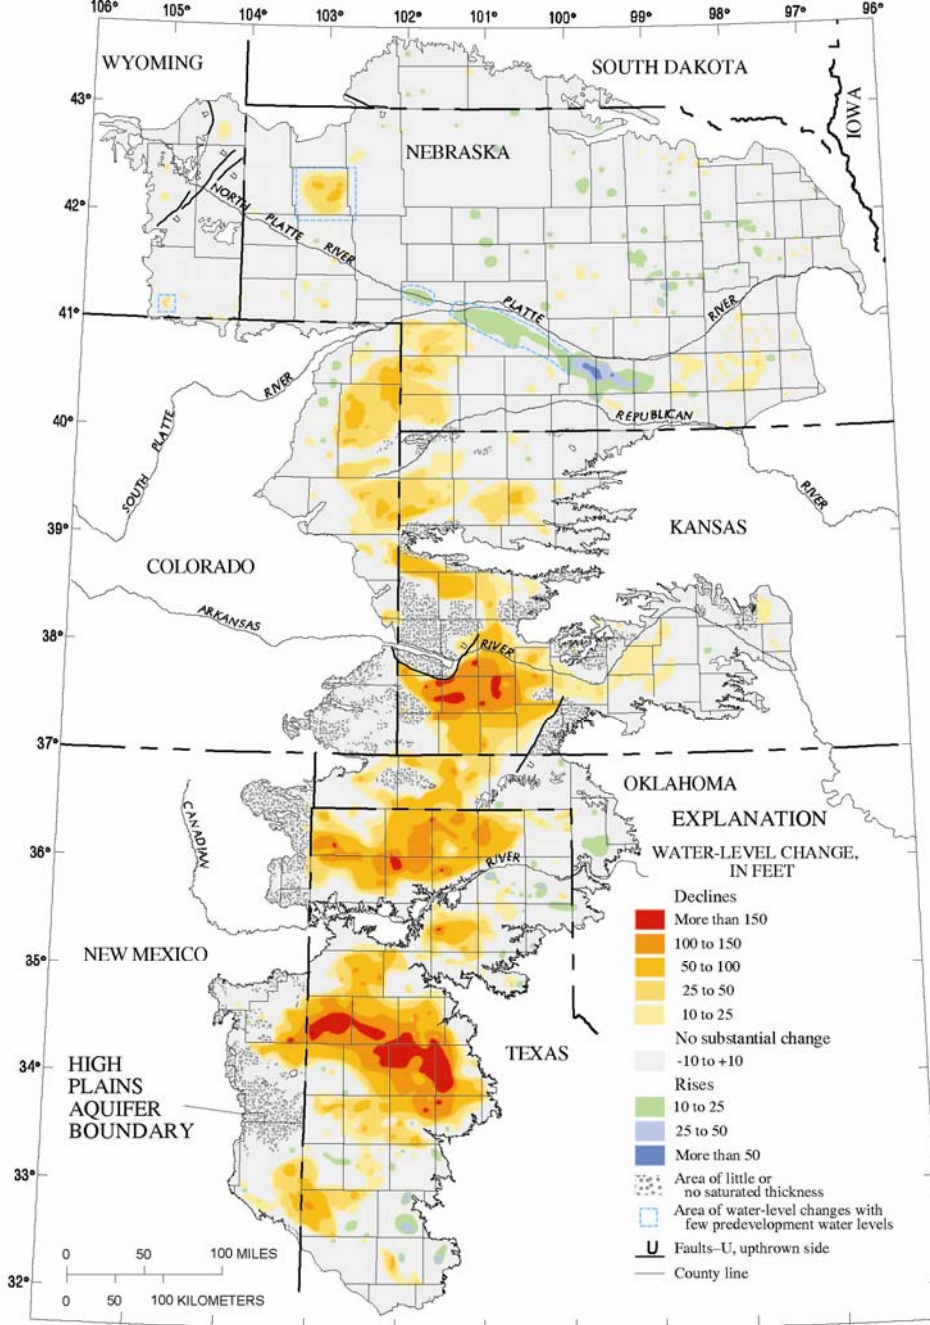 106° 105° 103° 102° 101° 100° 98° 97° 96°
WYOMING
SOUTH DAKOTA
IOWA
43°
NEBRASKA
42°
NORTH PLATTE RIVER
U
41°
PLATTE RIVER
SOUTH PLATTE RIVER
40°
REPUBLICAN RIVER
39°
KANSAS
COLORADO
ARKANSAS RIVER
38°
U
37°
OKLAHOMA
CANADIAN RIVER
36°
EXPLANATION
WATER-LEVEL CHANGE,
IN FEET
Declines
More than 150
100 to 150
50 to 100
25 to 50
10 to 25
No substantial change
-10 to +10
Rises
10 to 25
25 to 50
More than 50
Area of little or
no saturated thickness
Area of water-level changes with
few predevelopment water levels
U Faults–U, upthrown side
County line
NEW MEXICO
35°
TEXAS
34°
HIGH
PLAINS
AQUIFER
BOUNDARY
33°
32°
0 50 100 MILES
0 50 100 KILOMETERS